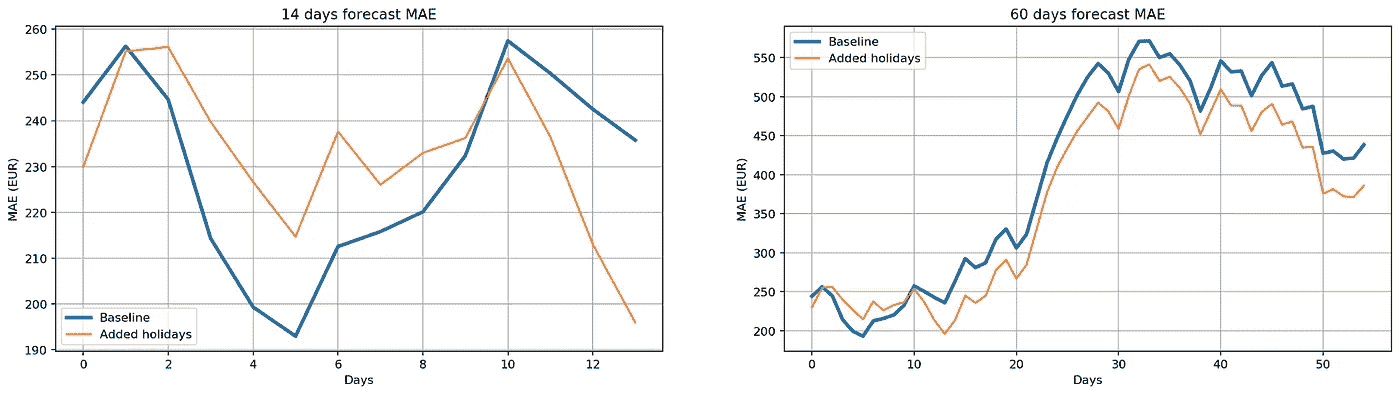 14 days forecast MAE
260
250
240
230
220
210
200
190
MAE (EUR)
Baseline
Added holidays
0 2 4 6 8 10 12
Days
60 days forecast MAE
Baseline
Added holidays
550
500
450
400
350
300
250
200
MAE (EUR)
0 10 20 30 40 50
Days